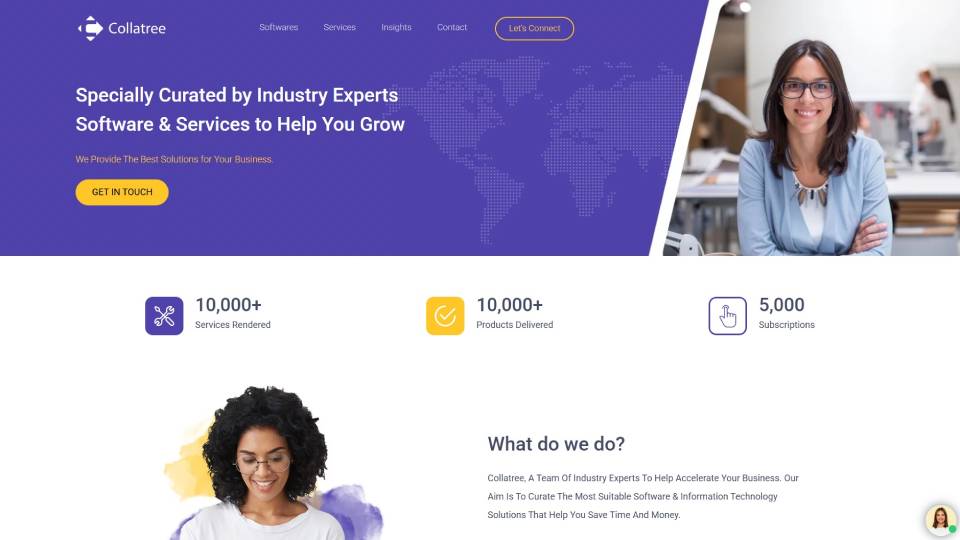 Collatree
Softwares
Services
Insights
Contact
Let's Connect
Specially Curated by Industry Experts
Software & Services to Help You Grow
We Provide The Best Solutions for Your Business.
GET IN TOUCH
10,000+
Services Rendered
10,000+
Products Delivered
5,000
Subscriptions
What do we do?
Collatree, A Team Of Industry Experts To Help Accelerate Your Business. Our
Aim Is To Curate The Most Suitable Software & Information Technology
Solutions That Help You Save Time And Money.